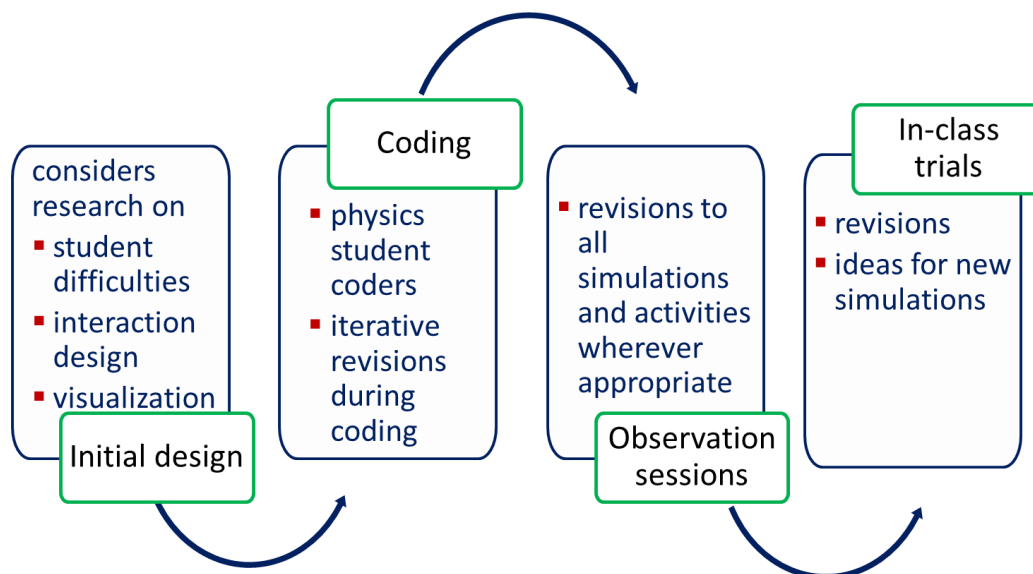 considers
research on
▪ student
difficulties
▪ interaction
design
▪ visualization
Initial design
Coding
▪ physics
student
coders
▪ iterative
revisions
during
coding
▪ revisions to
all
simulations
and activities
wherever
appropriate
Observation
sessions
In-class
trials
▪ revisions
▪ ideas for new
simulations